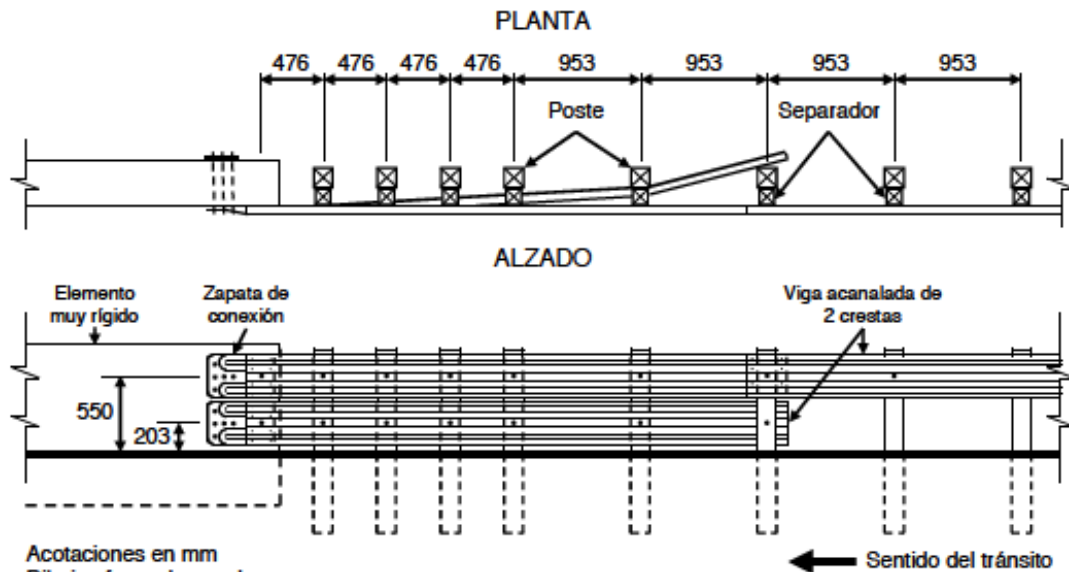 PLANTA
476 476 476 476 953 953 953 953
Poste Separador
ALZADO
Elemento
muy rígido
Zapata de
conexión
Viga acanalada de
2 crestas
550
203
Acotaciones en mm
Sentido del tránsito